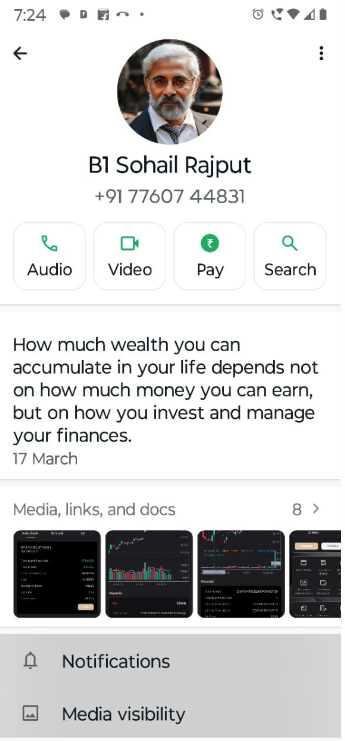 7:24
B1 Sohail Rajput
+91 77607 44831
Audio Video Pay Search
How much wealth you can
accumulate in your life depends not
on how much money you can earn,
but on how you invest and manage
your finances.
17 March
Media, links, and docs 8 >
Notifications
Media visibility